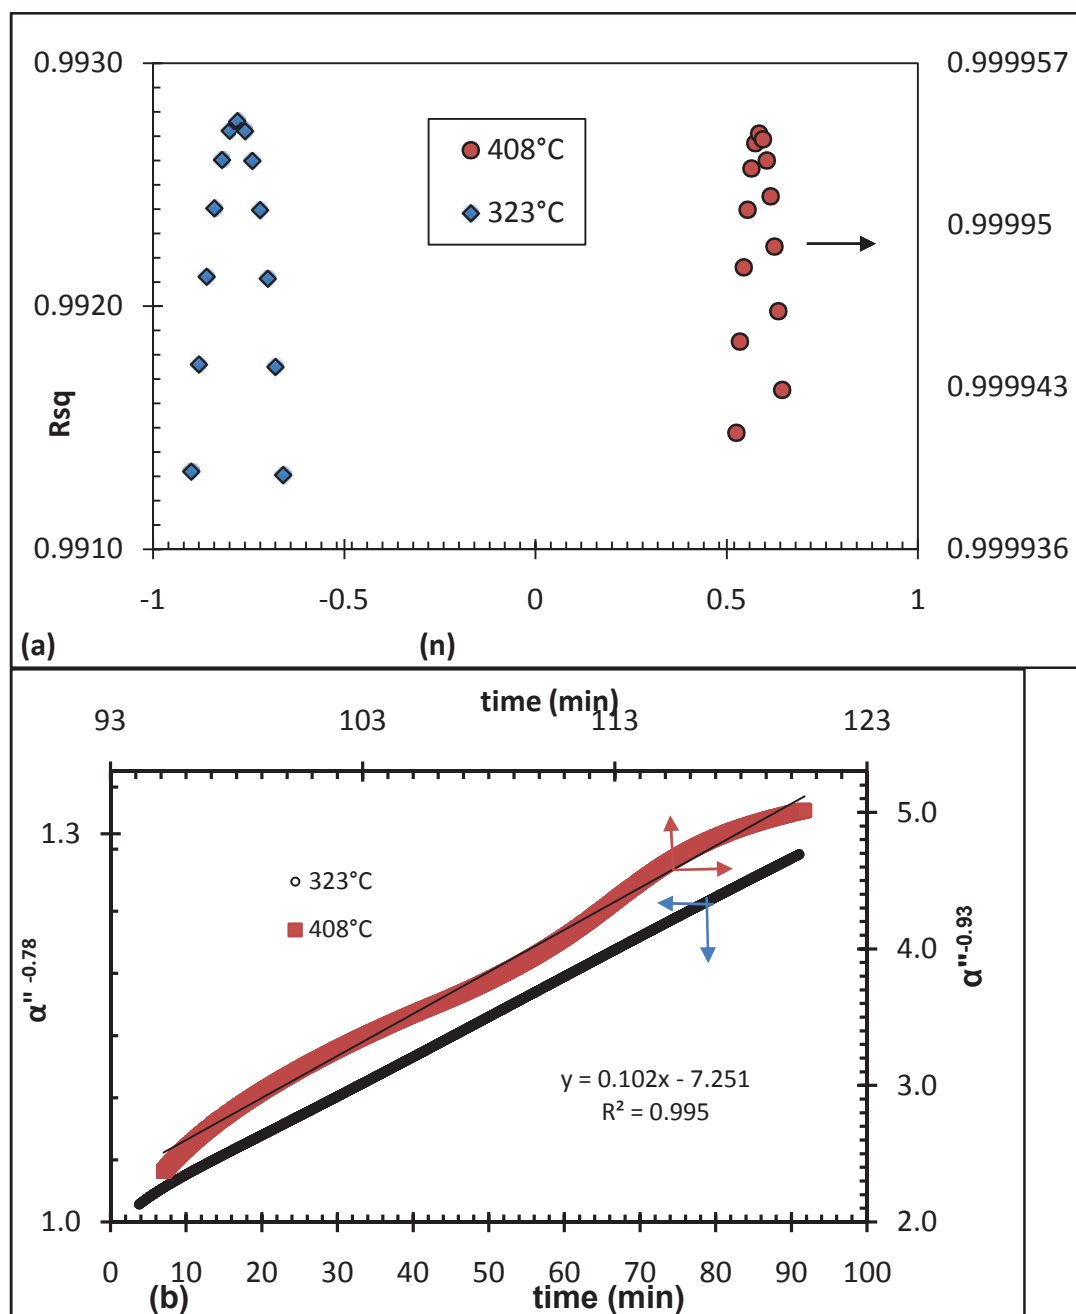 0.9930
0.9920
0.9910
Rsq
408°C
323°C
0.999957
0.99995
0.999943
0.999936
-1 -0.5 0 0.5 1
(a) (n)
time (min)
93 103 113 123
1.3
1.0
α'' -0.78
323°C
408°C
y = 0.102x - 7.251
R² = 0.995
5.0
4.0
3.0
2.0
α''-0.93
0 10 20 30 40 50 60 70 80 90 100
(b) time (min)